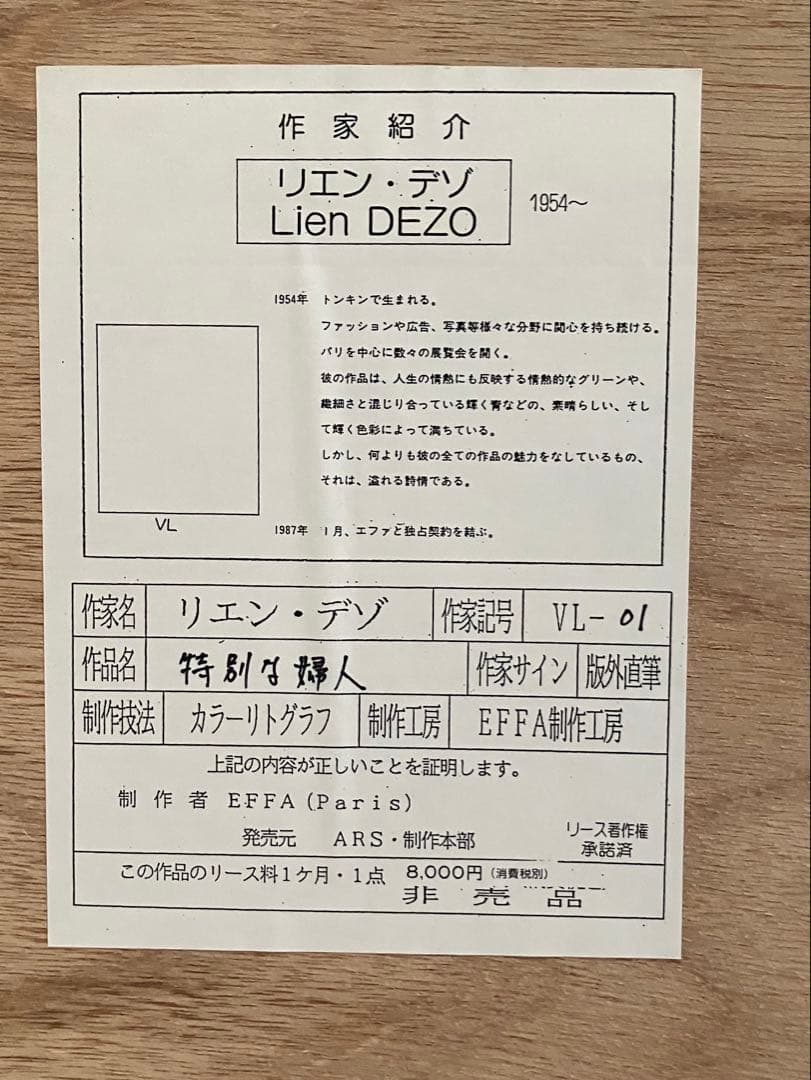 作家紹介
リエン・デゾ
Lien DEZO
1954〜
1954年 トンキンで生まれる。
ファッションや広告、写真等様々な分野に関心を持ち続ける。
パリを中心に数々の展覧会を開く。
彼の作品は、人生の情熱にも反映する情熱的なグリーンや、
繊細さと混じり合っている輝く青などの、素晴らしい、そし
て輝く色彩によって満ちている。
しかし、何よりも彼の全ての作品の魅力をなしているもの、
それは、溢れる詩情である。
VL
1987年 1月、エファと独占契約を結ぶ。
作家名 リエン・デゾ 作家記号 VL-01
作品名 特別な婦人 作家サイン 版外直筆
制作技法 カラーリトグラフ 制作工房 EFFA制作工房
上記の内容が正しいことを証明します。
制作者 EFFA(Paris)
発売元 ARS・制作本部
リース著作権
承諾済
この作品のリース料1ケ月・1点 8,000円(消費税別)
非売品